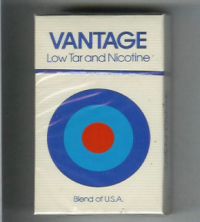 VANTAGE
Low Tar and Nicotine
Blend of U.S.A.